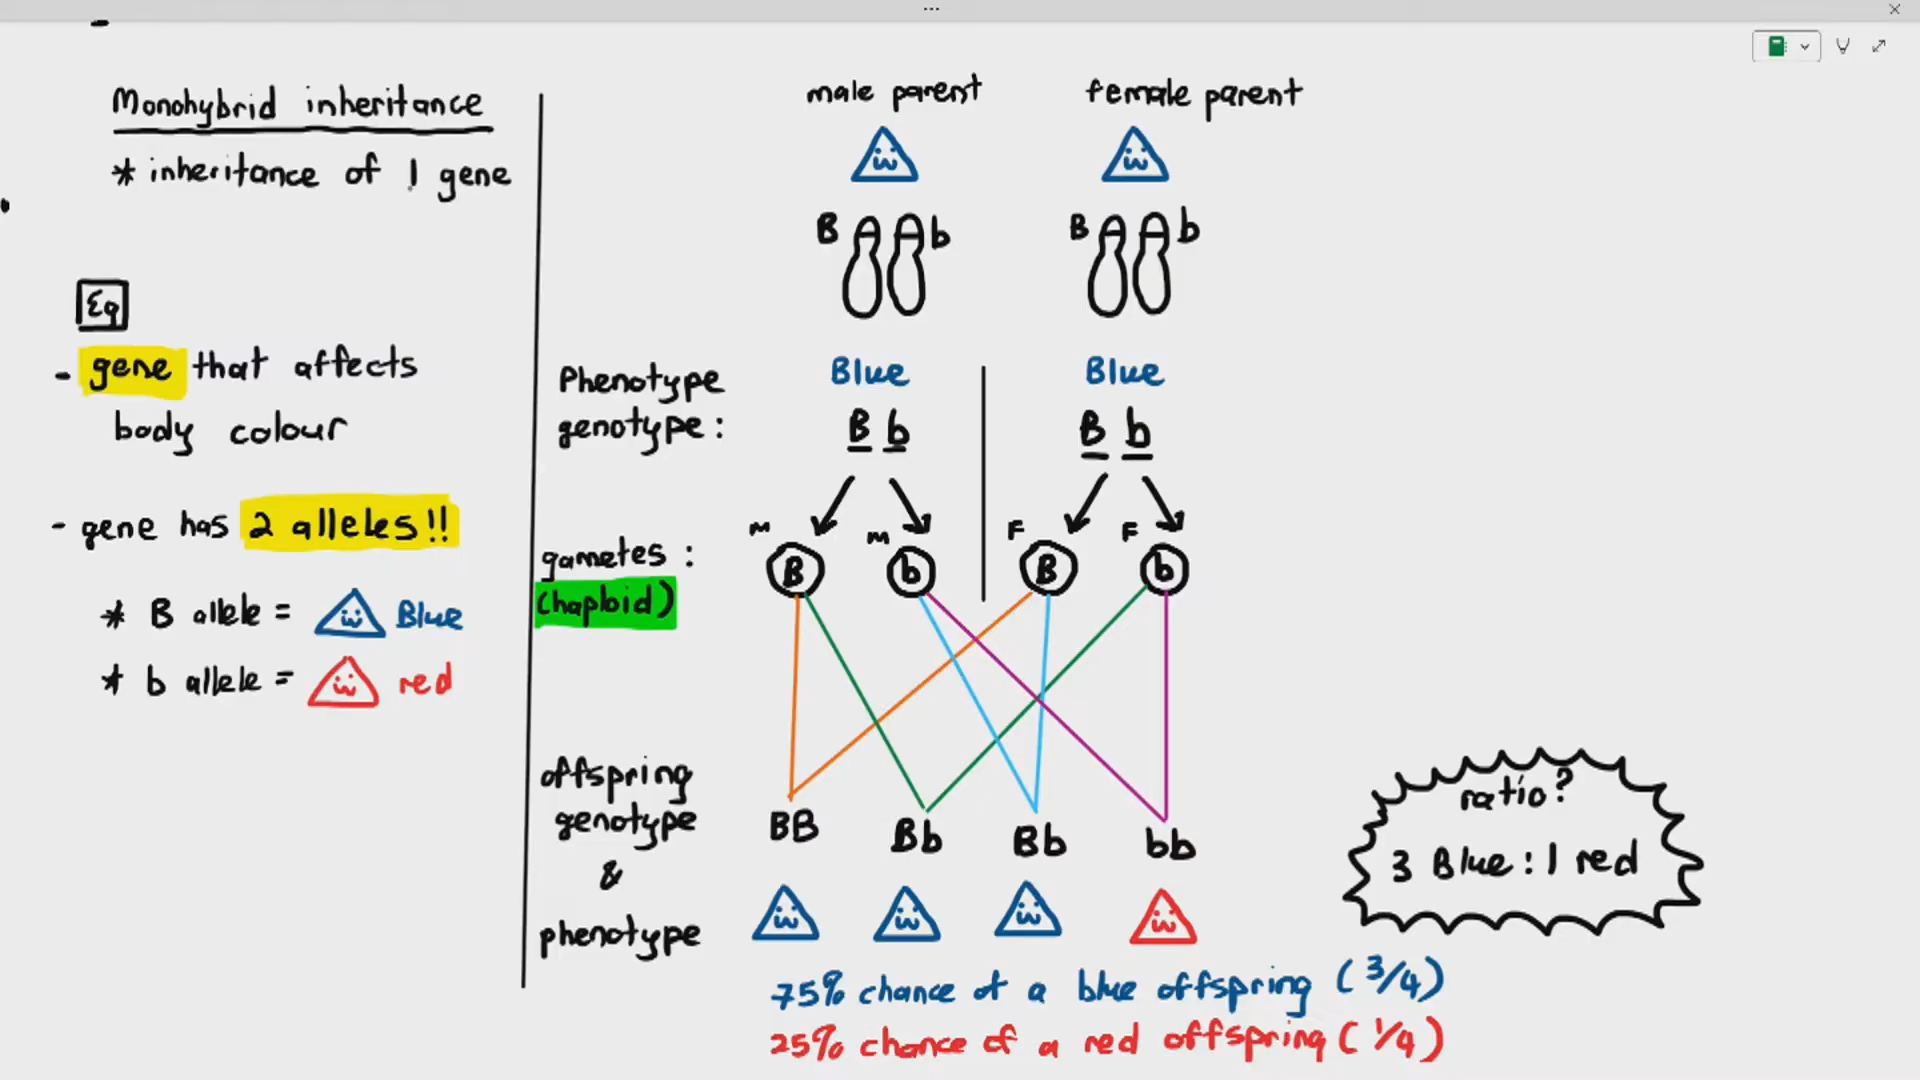 Monohybrid inheritance
* inheritance of 1 gene
Eg
- gene that affects
body colour
- gene has 2 alleles!!
* B allele = Blue
* b allele = red
male parent female parent
B b B b
Phenotype Blue Blue
genotype: B b B b
M M F F
gametes: B b B b
(haploid)
offspring
genotype BB Bb Bb bb
&
phenotype
75% chance of a blue offspring (3/4)
25% chance of a red offspring (1/4)
ratio?
3 Blue : 1 red